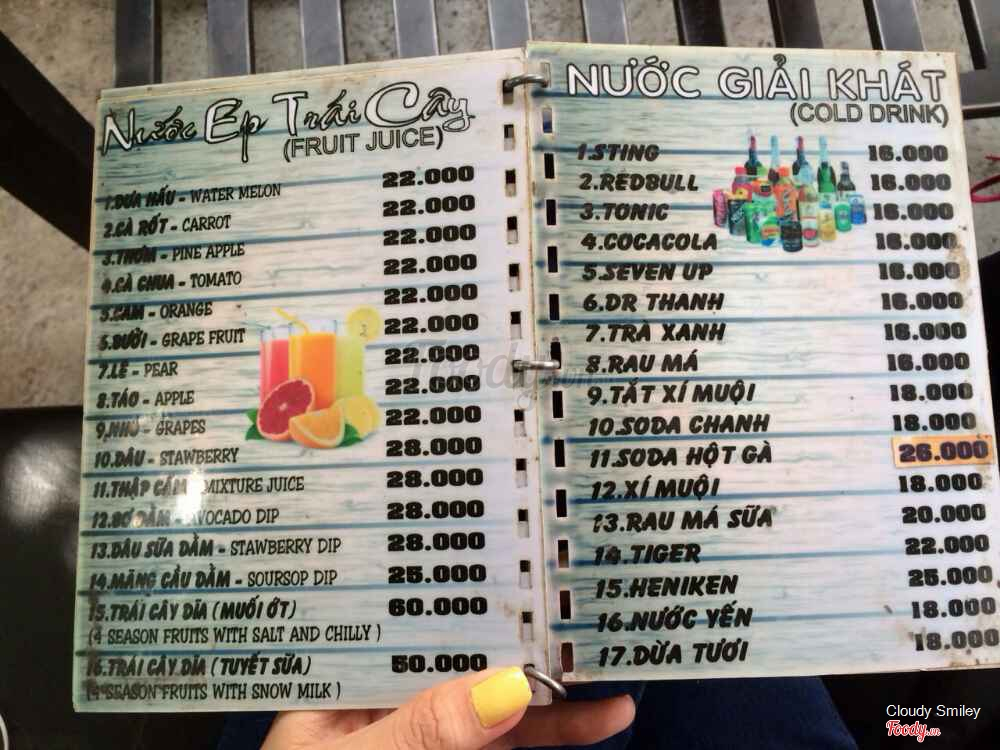 Nước Ép Trái Cây
(FRUIT JUICE)
1.DƯA HẤU - WATER MELON 22.000
2.CÀ RỐT - CARROT 22.000
3.THƠM - PINE APPLE 22.000
4.CÀ CHUA - TOMATO 22.000
5.CAM - ORANGE 22.000
6.BƯỞI - GRAPE FRUIT 22.000
7.LÊ - PEAR 22.000
8.TÁO - APPLE 22.000
9.NHO - GRAPES 22.000
10.DÂU - STAWBERRY 28.000
11.THẬP CẨM - MIXTURE JUICE 28.000
12.BƠ DẦM - AVOCADO DIP 28.000
13.DÂU SỮA DẦM - STAWBERRY DIP 28.000
14.MÃNG CẦU DẦM - SOURSOP DIP 25.000
15.TRÁI CÂY DĨA (MUỐI ỚT) 60.000
(4 SEASON FRUITS WITH SALT AND CHILLY )
16.TRÁI CÂY DĨA (TUYẾT SỮA) 50.000
(4 SEASON FRUITS WITH SNOW MILK )
NƯỚC GIẢI KHÁT
(COLD DRINK)
1.STING 16.000
2.REDBULL 16.000
3.TONIC 16.000
4.COCACOLA 16.000
5.SEVEN UP 16.000
6.DR THANH 16.000
7.TRÀ XANH 16.000
8.RAU MÁ 16.000
9.TẮT XÍ MUỘI 18.000
10.SODA CHANH 18.000
11.SODA HỘT GÀ 26.000
12.XÍ MUỘI 18.000
13.RAU MÁ SỮA 20.000
14.TIGER 22.000
15.HENIKEN 25.000
16.NƯỚC YẾN 18.000
17.DỪA TƯƠI 18.000
Cloudy Smiley
Foody.vn